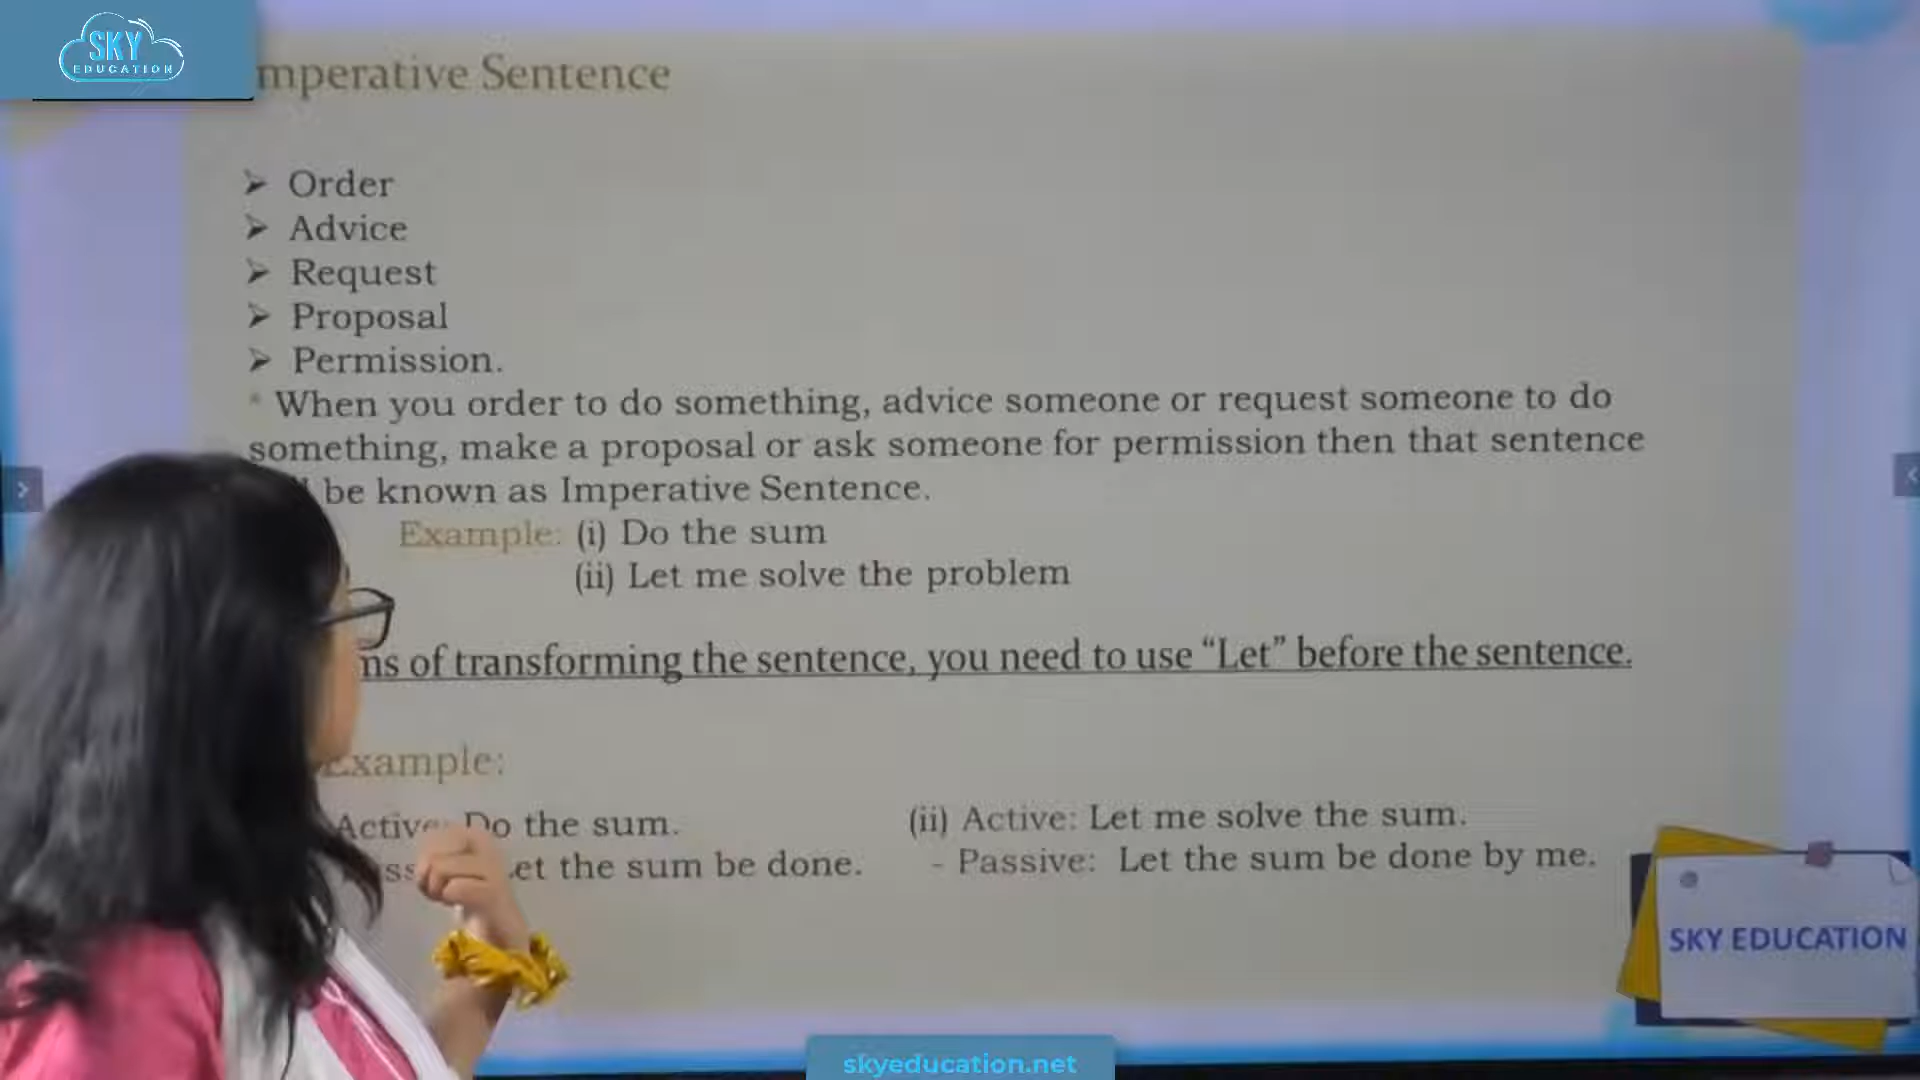 SKY
EDUCATION
mperative Sentence
➤ Order
➤ Advice
➤ Request
➤ Proposal
➤ Permission.
* When you order to do something, advice someone or request someone to do
something, make a proposal or ask someone for permission then that sentence
be known as Imperative Sentence.
Example: (i) Do the sum
(ii) Let me solve the problem
ns of transforming the sentence, you need to use “Let” before the sentence.
Example:
Active: Do the sum.
et the sum be done.
(ii) Active: Let me solve the sum.
- Passive: Let the sum be done by me.
SKY EDUCATION
skyeducation.net